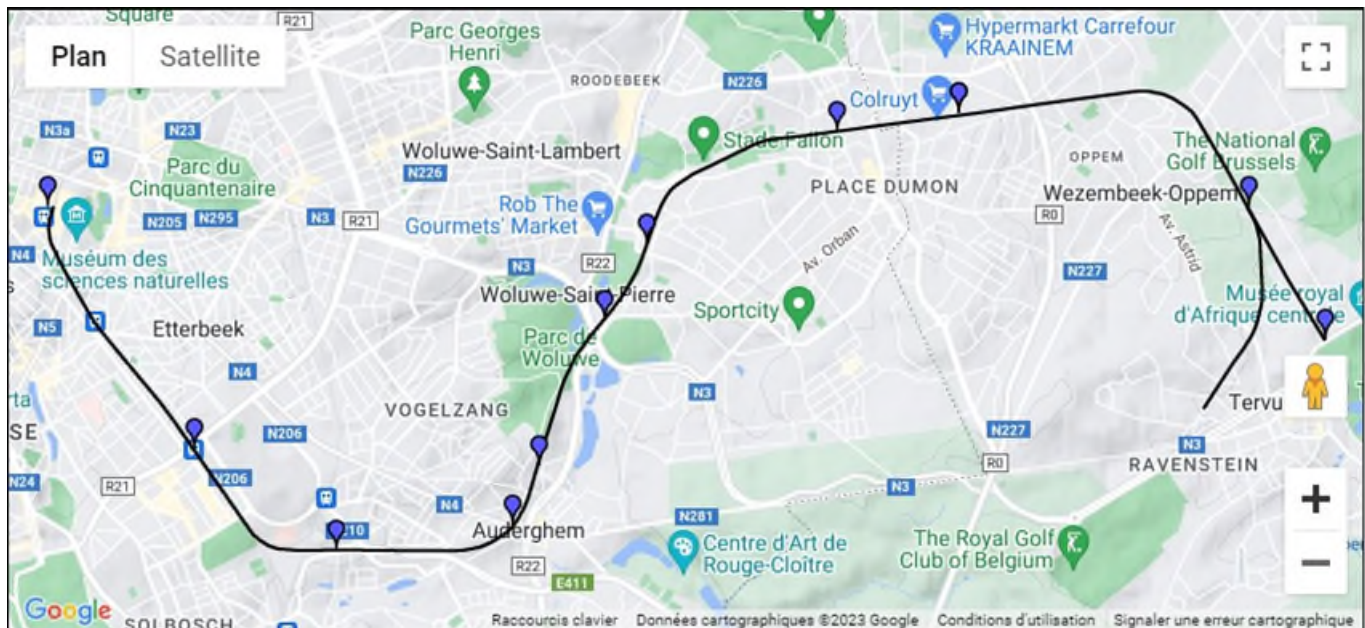 Square
R21
Plan
Satellite
Parc Georges
Henri
ROODEBEEK
N226
Hypermarkt Carrefour
KRAAINEM
Colruyt
N3a
N23
Parc du
Cinquantenaire
Woluwe-Saint-Lambert
N226
Stade Fallon
The National
Golf Brussels
OPPEM
PLACE DUMON
Wezembeek-Oppem
R0
N205
N295
N3
R21
Rob The
Gourmets' Market
N4
Muséum des
sciences naturelles
N3
R22
Av. Orban
Av. Astrid
N227
Woluwe-Saint-Pierre
Sportcity
Musée royal
d'Afrique centrale
N5
Etterbeek
Parc de
Woluwe
N4
N3
VOGELZANG
Tervu
SE
N206
N227
N3
R0
RAVENSTEIN
N24
R21
N206
N3
N4
N281
Auderghem
R22
E411
Centre d'Art de
Rouge-Cloître
The Royal Golf
Club of Belgium
Google
SOLBOSCH
Raccourcis clavier
Données cartographiques ©2023 Google
Conditions d'utilisation
Signaler une erreur cartographique